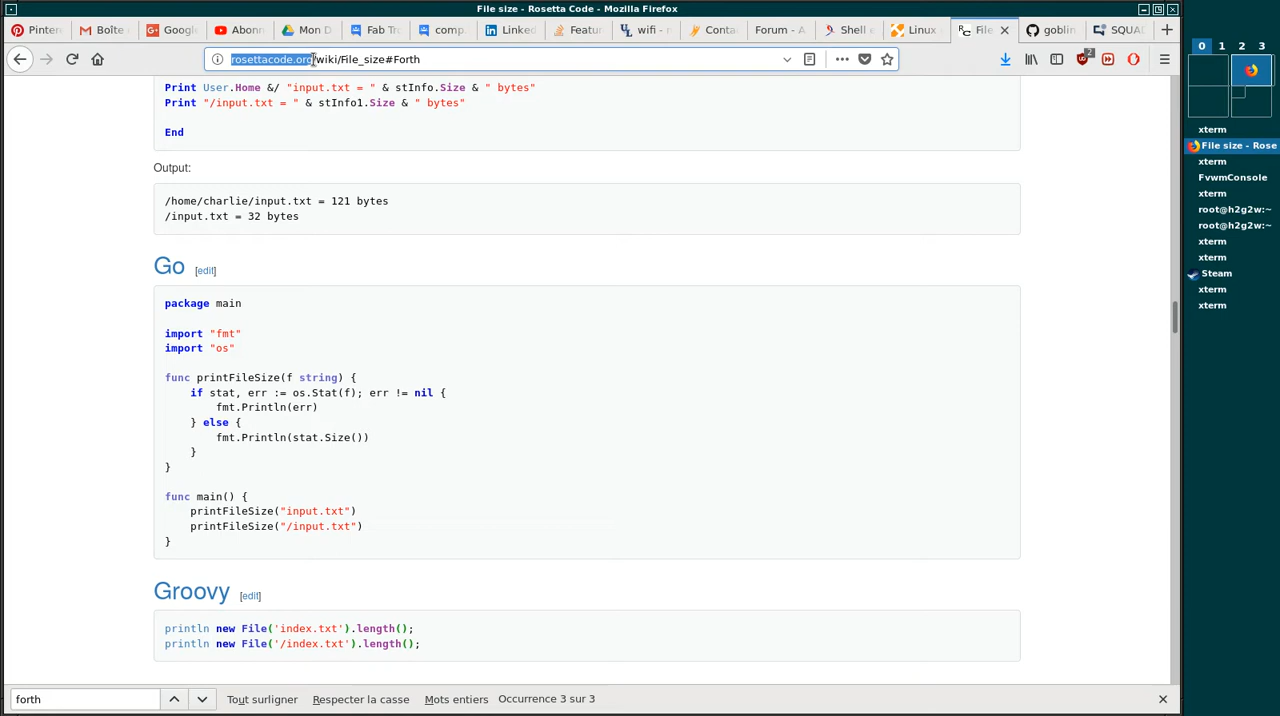 File size - Rosetta Code - Mozilla Firefox
Pinter
Boîte
Google
Abonn
Mon D
Fab Tr
comp
Linked
Featur
wifi -
Conta
Forum - A
Shell e
Linux
File
goblin
SQUAL
rosettacode.org/wiki/File_size#Forth
2
Print User.Home &/ "input.txt = " & stInfo.Size & " bytes"
Print "/input.txt = " & stInfo1.Size & " bytes"
End
Output:
/home/charlie/input.txt = 121 bytes
/input.txt = 32 bytes
Go [edit]
package main
import "fmt"
import "os"
func printFileSize(f string) {
if stat, err := os.Stat(f); err != nil {
fmt.Println(err)
} else {
fmt.Println(stat.Size())
}
}
func main() {
printFileSize("input.txt")
printFileSize("/input.txt")
}
Groovy [edit]
println new File('index.txt').length();
println new File('/index.txt').length();
forth
Tout surligner
Respecter la casse
Mots entiers
Occurrence 3 sur 3
0 1 2 3
xterm
File size - Rose
xterm
FvwmConsole
xterm
root@h2g2w:~
root@h2g2w:~
xterm
xterm
Steam
xterm
xterm